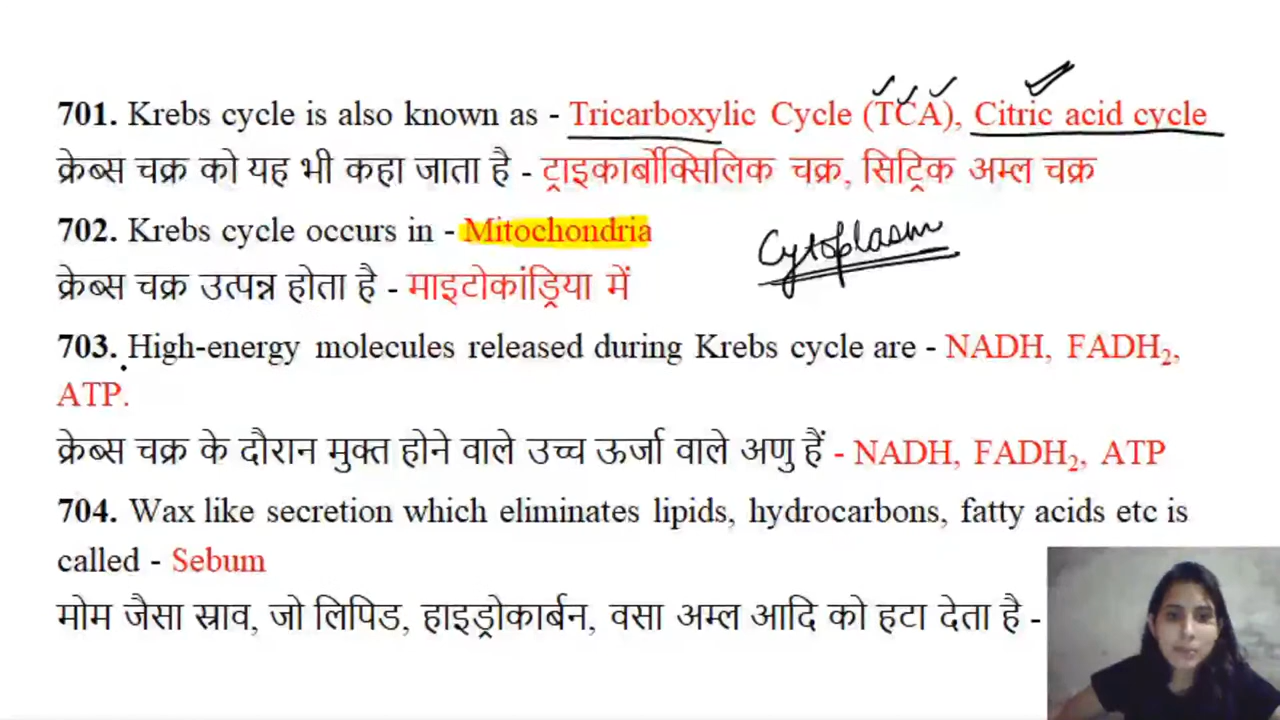 701. Krebs cycle is also known as - Tricarboxylic Cycle (TCA), Citric acid cycle
क्रेब्स चक्र को यह भी कहा जाता है - ट्राइकार्बोक्सिलिक चक्र, सिट्रिक अम्ल चक्र
702. Krebs cycle occurs in - Mitochondria
Cytoplasm
क्रेब्स चक्र उत्पन्न होता है - माइटोकांड्रिया में
703. High-energy molecules released during Krebs cycle are - NADH, FADH₂,
ATP.
क्रेब्स चक्र के दौरान मुक्त होने वाले उच्च ऊर्जा वाले अणु हैं - NADH, FADH₂, ATP
704. Wax like secretion which eliminates lipids, hydrocarbons, fatty acids etc is
called - Sebum
मोम जैसा स्राव, जो लिपिड, हाइड्रोकार्बन, वसा अम्ल आदि को हटा देता है -